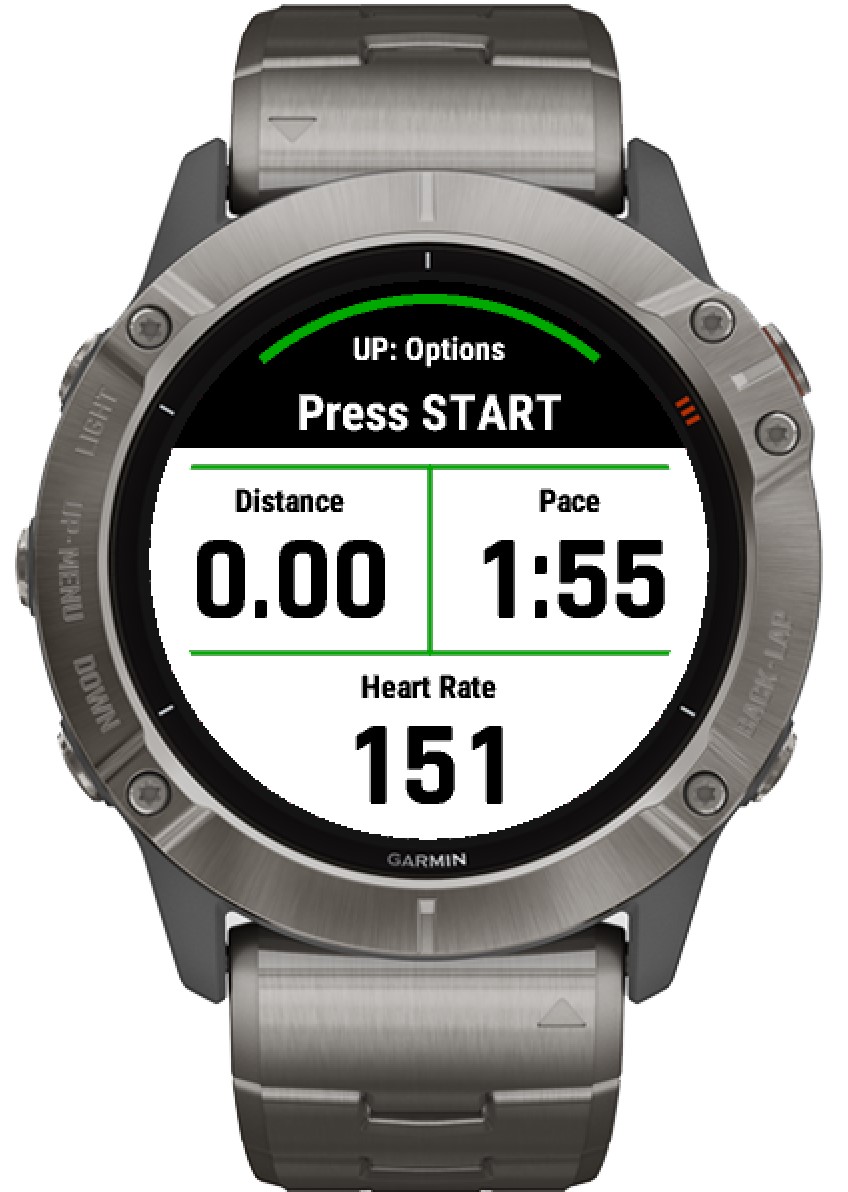 UP: Options
Press START
Distance
Pace
0.00
1:55
Heart Rate
151
GARMIN
LIGHT
UP·MENU
DOWN
BACK·LAP